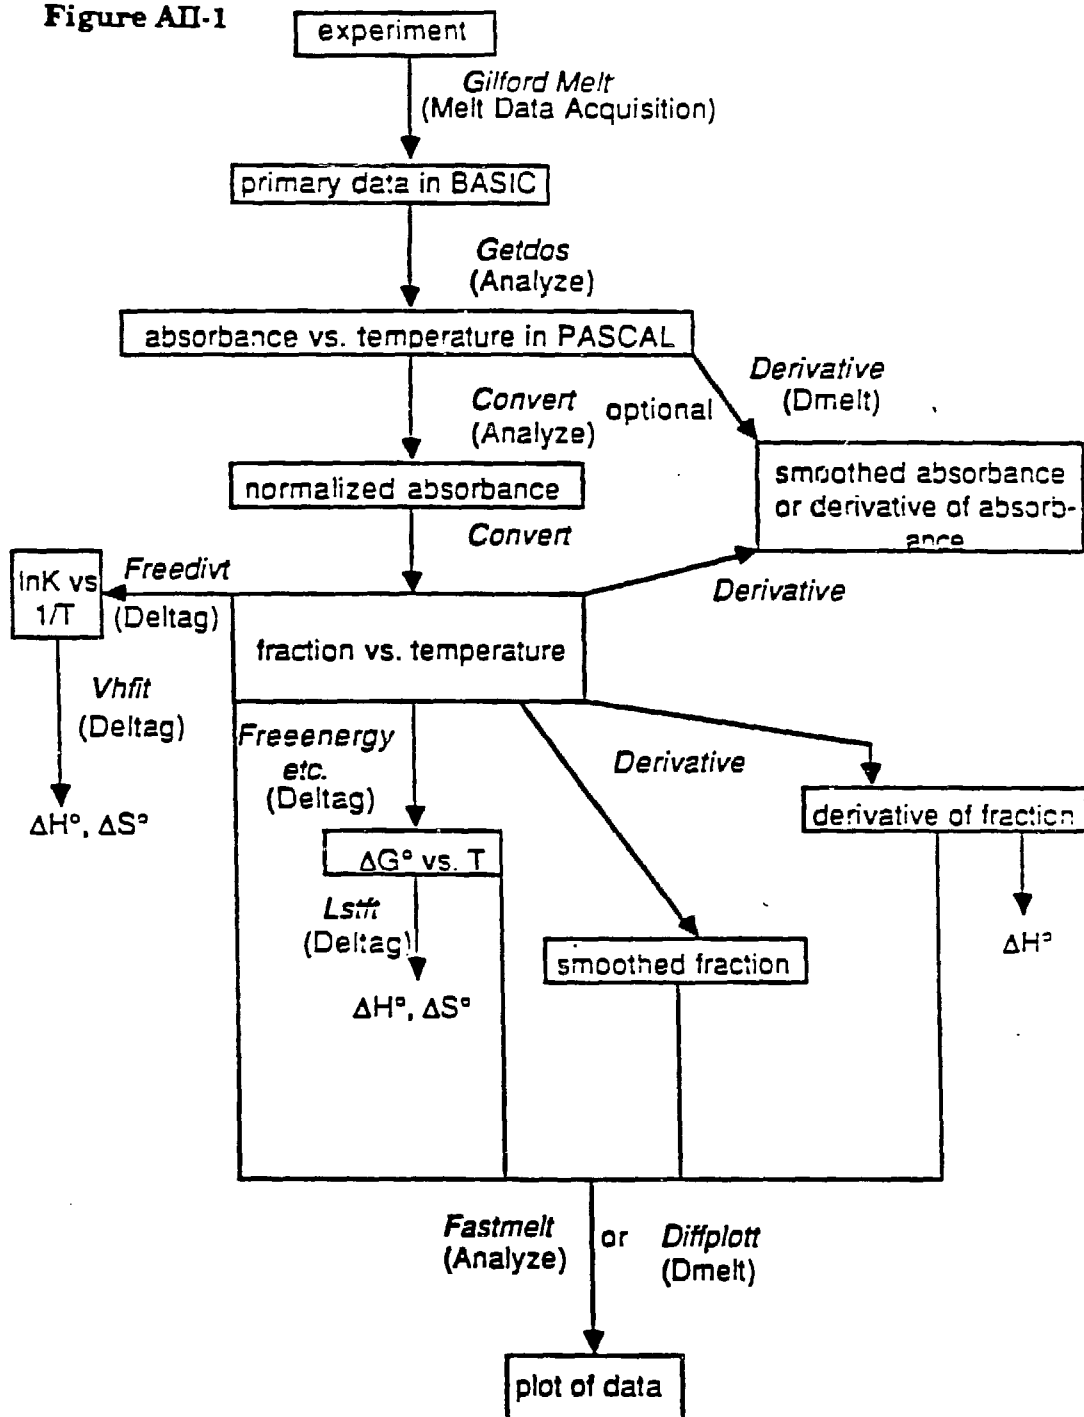 Figure AII-1
experiment
Gilford Melt
(Melt Data Acquisition)
primary data in BASIC
Getdos
(Analyze)
absorbance vs. temperature in PASCAL
Derivative
(Dmelt)
Convert
(Analyze)
optional
smoothed absorbance
or derivative of absorb-
ance
normalized absorbance
Convert
Derivative
lnK vs
1/T
Freedivt
(Deltag)
fraction vs. temperature
Vhfit
(Deltag)
ΔH°, ΔS°
Freeenergy
etc.
(Deltag)
Derivative
derivative of fraction
ΔG° vs. T
Lstft
(Deltag)
ΔH°, ΔS°
smoothed fraction
ΔH°
Fastmelt
(Analyze)
or
Diffplott
(Dmelt)
plot of data